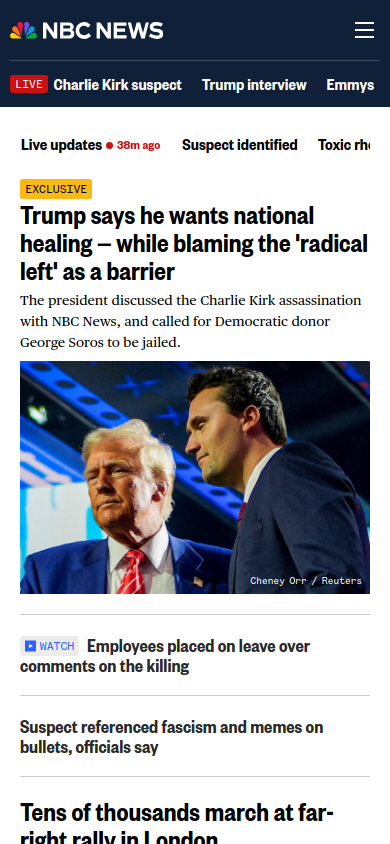 NBC NEWS
LIVE Charlie Kirk suspect Trump interview Emmys
Live updates 38m ago Suspect identified Toxic rhe
EXCLUSIVE
Trump says he wants national
healing — while blaming the 'radical
left' as a barrier
The president discussed the Charlie Kirk assassination
with NBC News, and called for Democratic donor
George Soros to be jailed.
Cheney Orr / Reuters
WATCH Employees placed on leave over
comments on the killing
Suspect referenced fascism and memes on
bullets, officials say
Tens of thousands march at far-
right rally in London